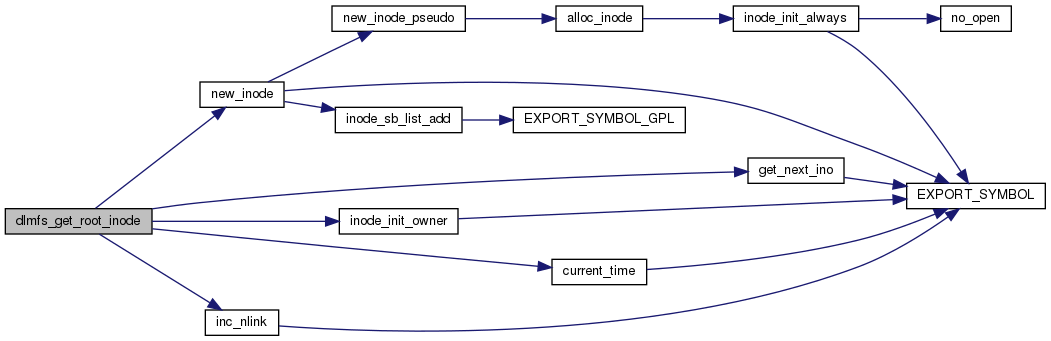 new_inode_pseudo
alloc_inode
inode_init_always
no_open
new_inode
inode_sb_list_add
EXPORT_SYMBOL_GPL
get_next_ino
EXPORT_SYMBOL
dlmfs_get_root_inode
inode_init_owner
current_time
inc_nlink